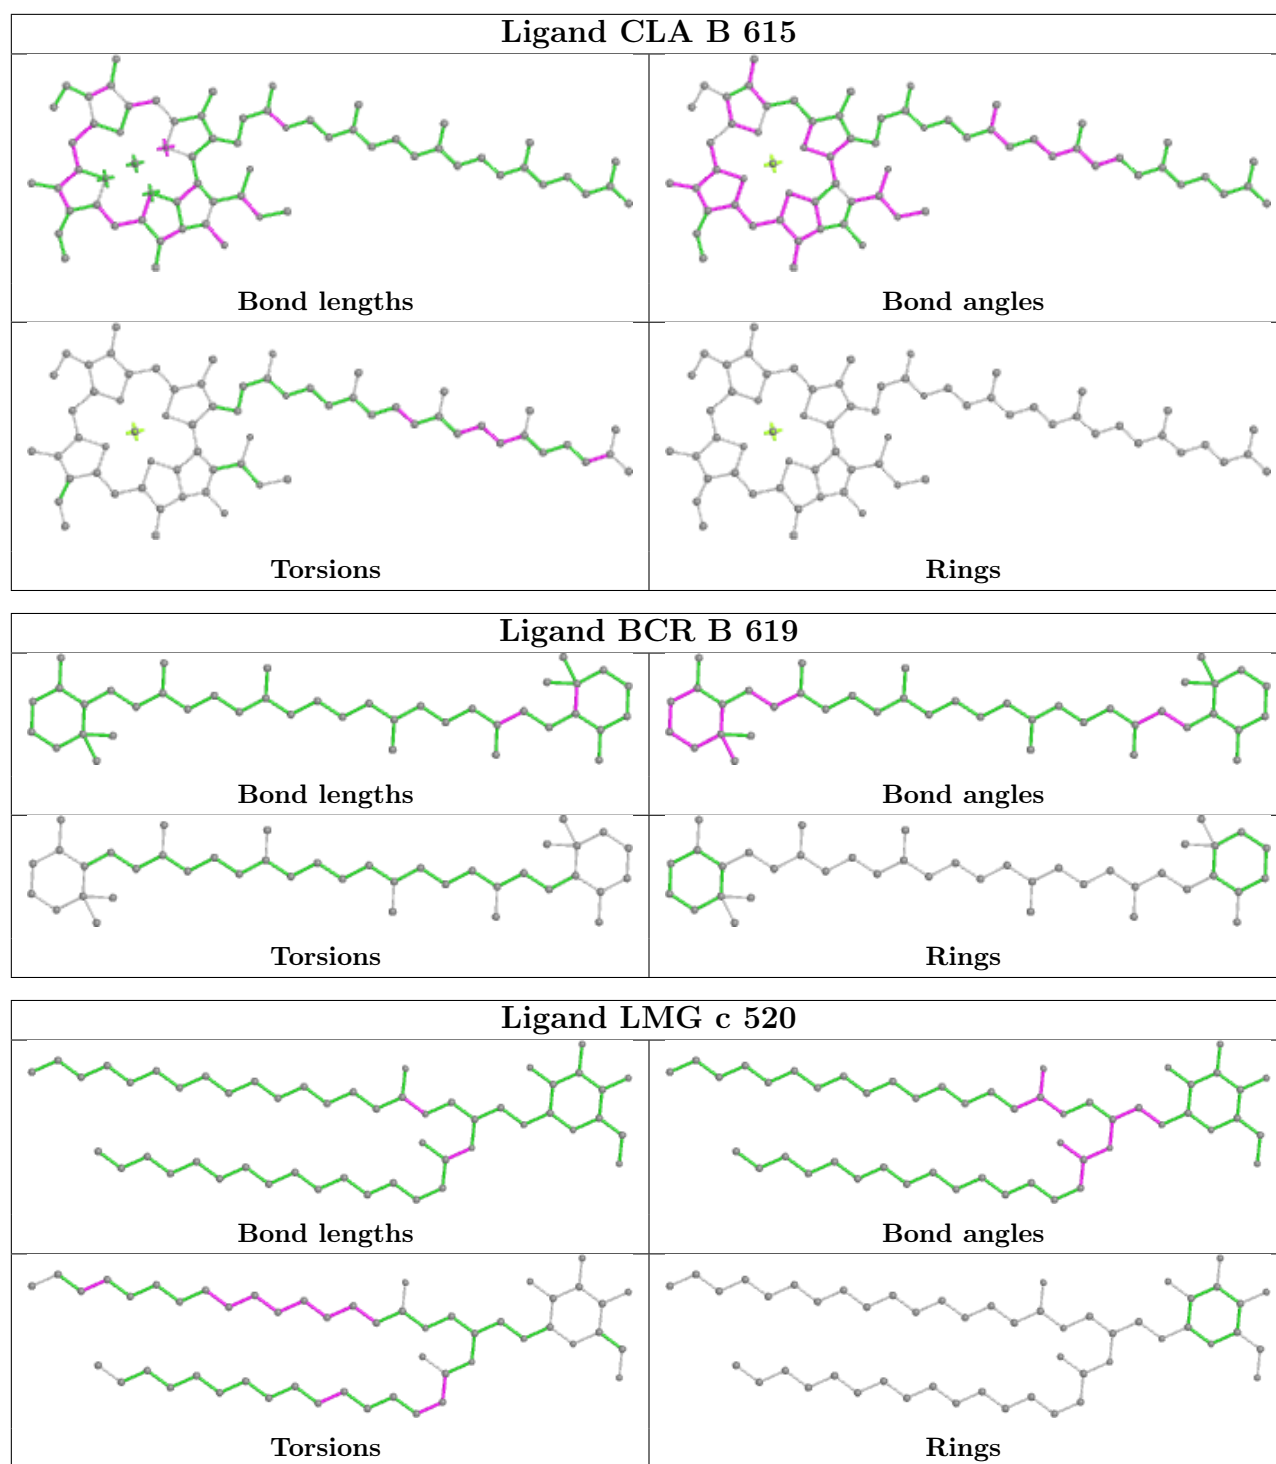 Ligand CLA B 615
Bond lengths
Bond angles
Torsions
Rings
Ligand BCR B 619
Bond lengths
Bond angles
Torsions
Rings
Ligand LMG c 520
Bond lengths
Bond angles
Torsions
Rings